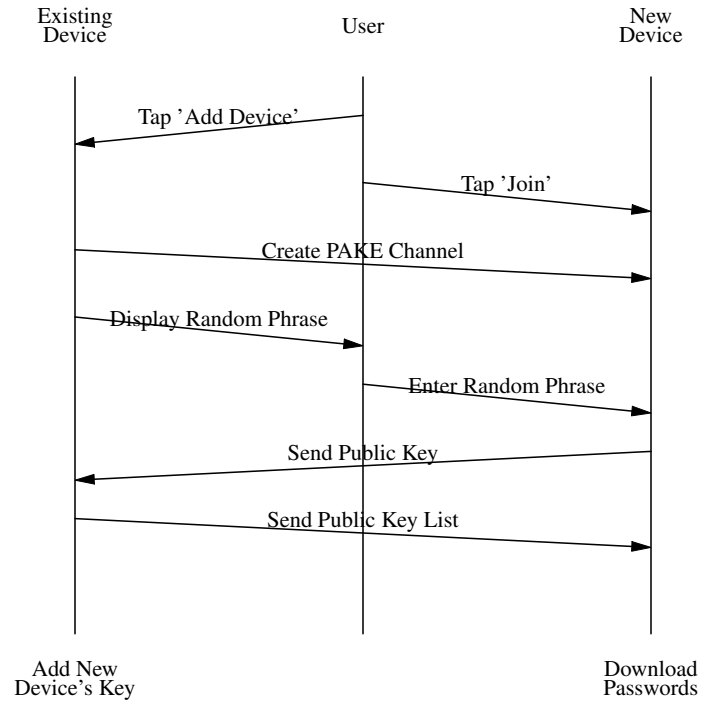 Existing
Device
User
New
Device
Tap ’Add Device’
Tap ’Join’
Create PAKE Channel
Display Random Phrase
Enter Random Phrase
Send Public Key
Send Public Key List
Add New
Device’s Key
Download
Passwords